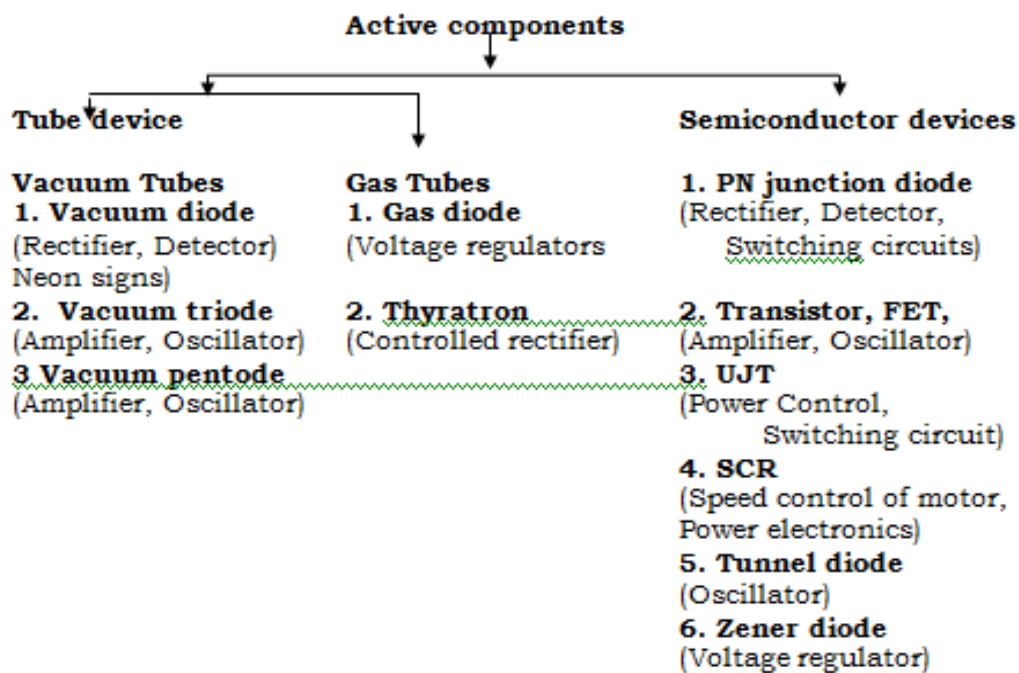 Active components
Tube device
Semiconductor devices
Vacuum Tubes
1. Vacuum diode
(Rectifier, Detector)
Neon signs)
2. Vacuum triode
(Amplifier, Oscillator)
3 Vacuum pentode
(Amplifier, Oscillator)
Gas Tubes
1. Gas diode
(Voltage regulators
2. Thyratron
(Controlled rectifier)
1. PN junction diode
(Rectifier, Detector,
Switching circuits)
2. Transistor, FET,
(Amplifier, Oscillator)
3. UJT
(Power Control,
Switching circuit)
4. SCR
(Speed control of motor,
Power electronics)
5. Tunnel diode
(Oscillator)
6. Zener diode
(Voltage regulator)